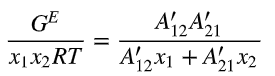 G^E / (x_1 x_2 RT) = A'_12 A'_21 / (A'_12 x_1 + A'_21 x_2)